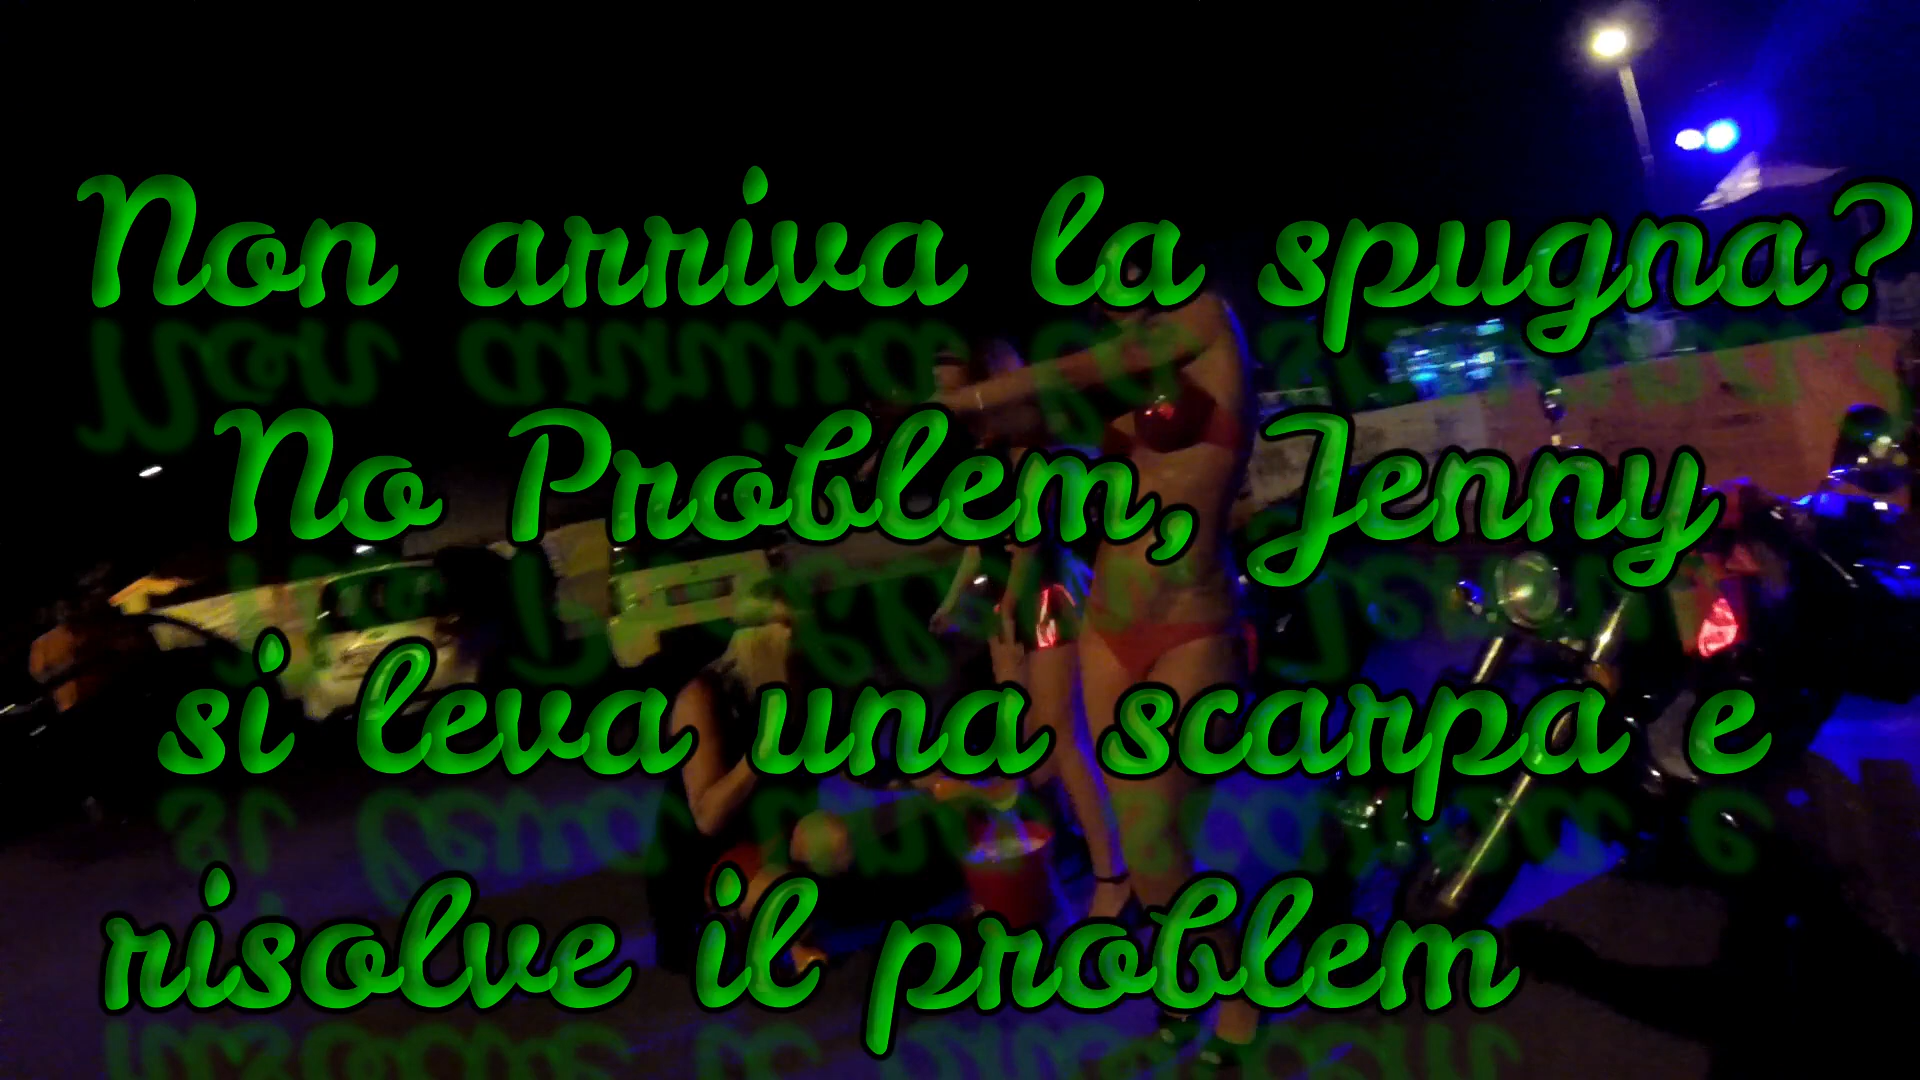 Non arriva la spugna?
No Problem, Jenny
si leva una scarpa e
risolve il problem